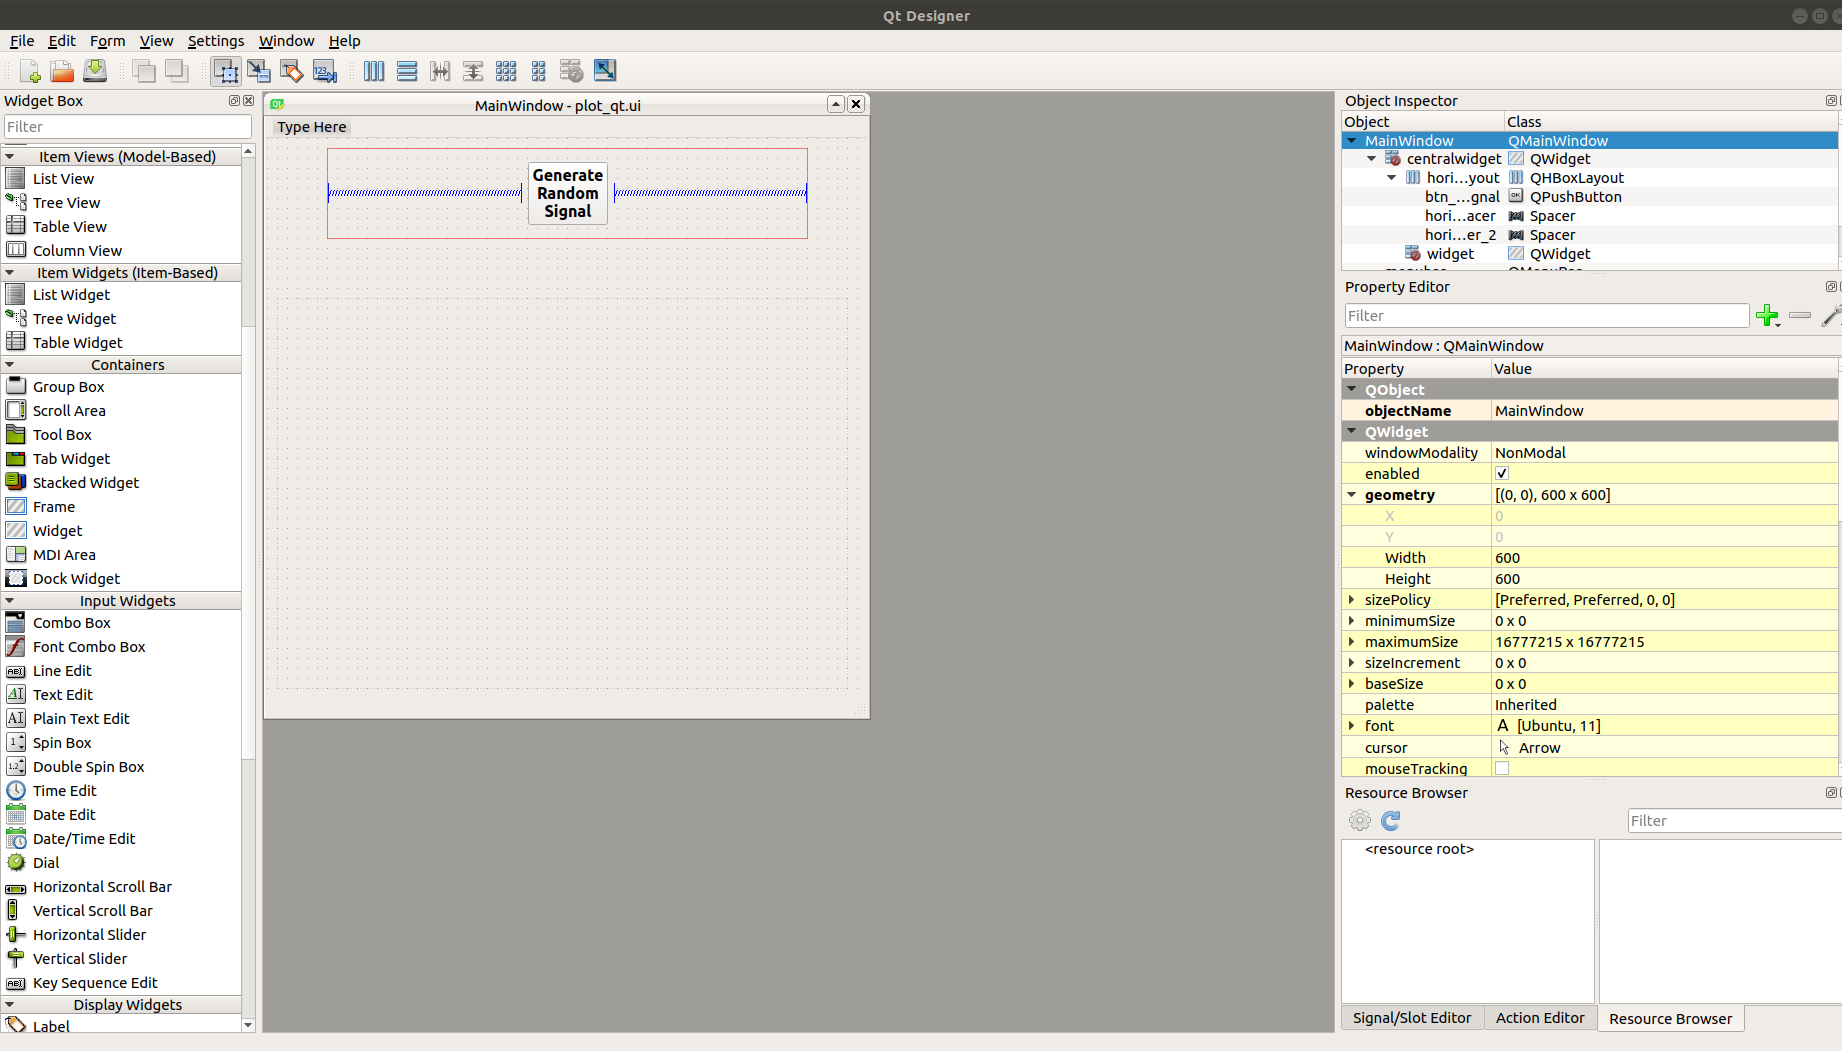 Qt Designer
File Edit Form View Settings Window Help
Widget Box
Filter
Item Views (Model-Based)
List View
Tree View
Table View
Column View
Item Widgets (Item-Based)
List Widget
Tree Widget
Table Widget
Containers
Group Box
Scroll Area
Tool Box
Tab Widget
Stacked Widget
Frame
Widget
MDI Area
Dock Widget
Input Widgets
Combo Box
Font Combo Box
Line Edit
Text Edit
Plain Text Edit
Spin Box
Double Spin Box
Time Edit
Date Edit
Date/Time Edit
Dial
Horizontal Scroll Bar
Vertical Scroll Bar
Horizontal Slider
Vertical Slider
Key Sequence Edit
Display Widgets
Label
MainWindow - plot_qt.ui
Type Here
Generate
Random
Signal
Object Inspector
Object Class
MainWindow QMainWindow
centralwidget QWidget
hori...yout QHBoxLayout
btn_...gnal QPushButton
hori...acer Spacer
hori...er_2 Spacer
widget QWidget
Property Editor
Filter
MainWindow : QMainWindow
Property Value
QObject
objectName MainWindow
QWidget
windowModality NonModal
enabled
geometry [(0, 0), 600 x 600]
X 0
Y 0
Width 600
Height 600
sizePolicy [Preferred, Preferred, 0, 0]
minimumSize 0 x 0
maximumSize 16777215 x 16777215
sizeIncrement 0 x 0
baseSize 0 x 0
palette Inherited
font A [Ubuntu, 11]
cursor Arrow
mouseTracking
Resource Browser
Filter
<resource root>
Signal/Slot Editor Action Editor Resource Browser